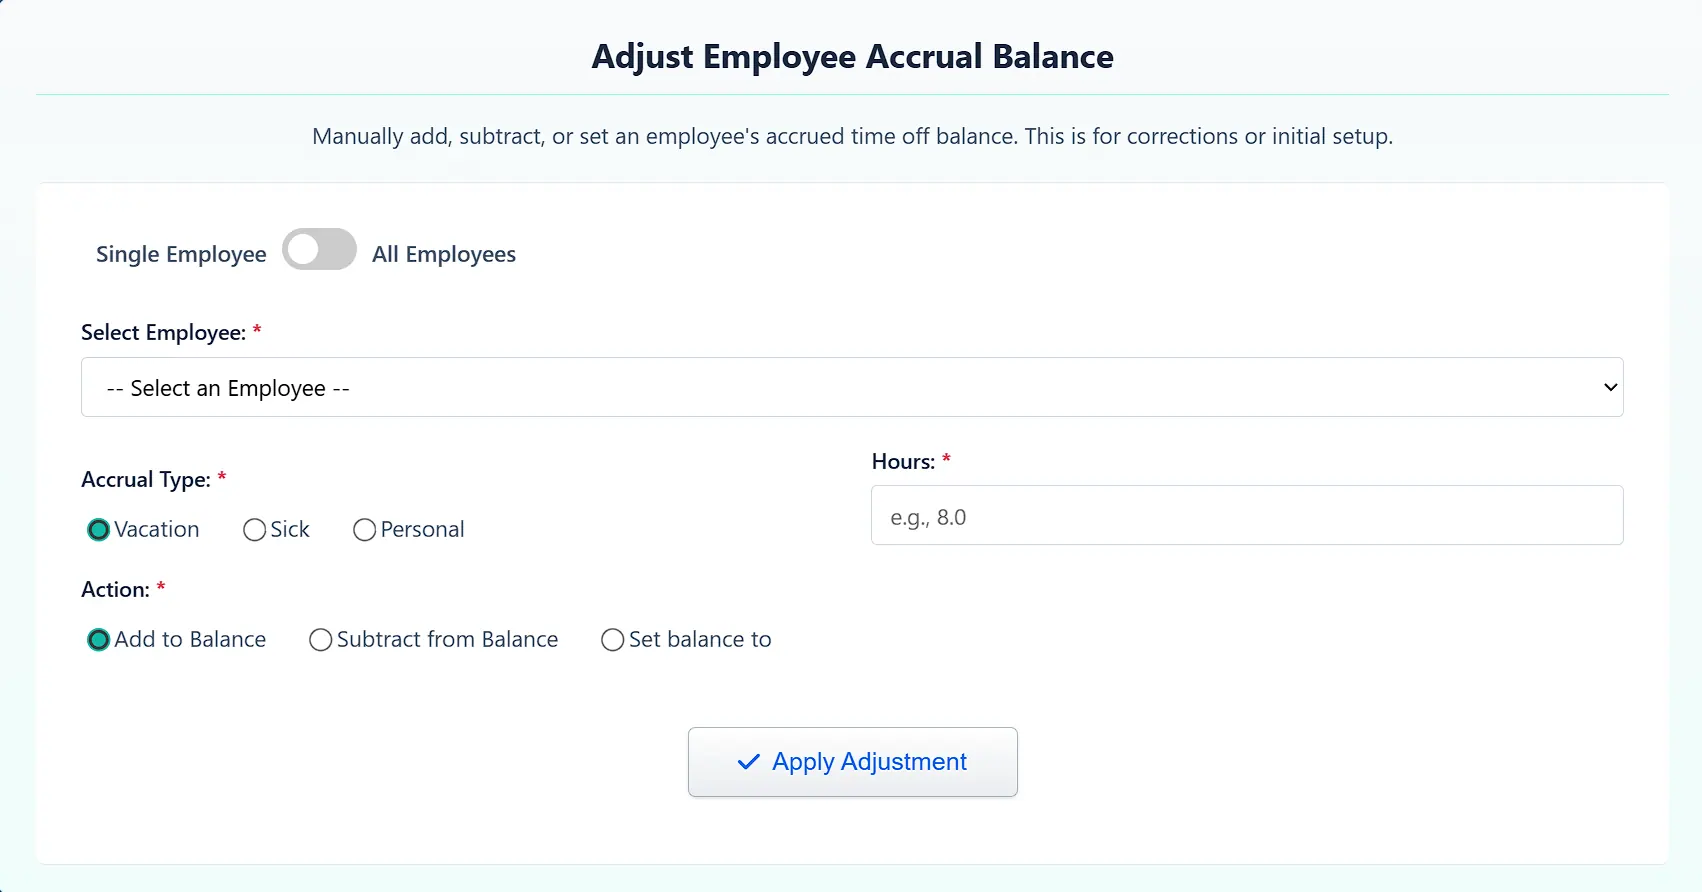 Adjust Employee Accrual Balance
Manually add, subtract, or set an employee's accrued time off balance. This is for corrections or initial setup.
Single Employee All Employees
Select Employee: *
-- Select an Employee --
Accrual Type: *
Vacation Sick Personal
Hours: *
e.g., 8.0
Action: *
Add to Balance Subtract from Balance Set balance to
Apply Adjustment